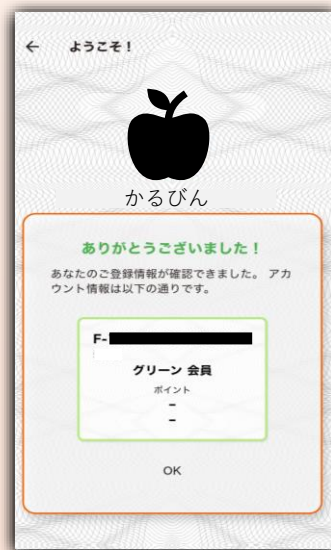 ← ようこそ!
かるびん
ありがとうございました!
あなたのご登録情報が確認できました。 アカ
ウント情報は以下の通りです。
F-
グリーン 会員
ポイント
–
–
OK